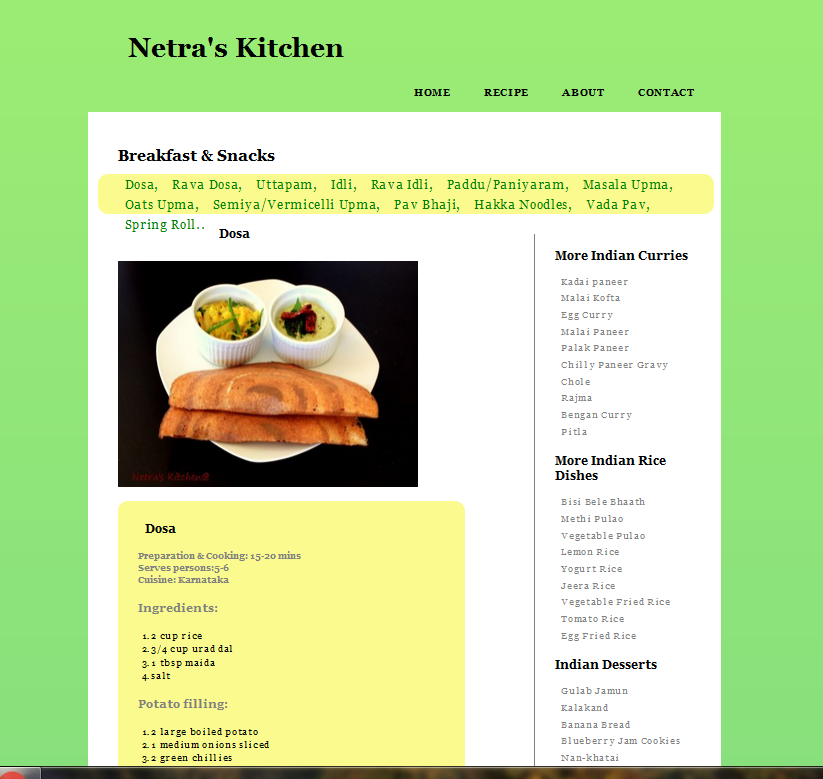 Netra's Kitchen
HOME RECIPE ABOUT CONTACT
Breakfast & Snacks
Dosa, Rava Dosa, Uttapam, Idli, Rava Idli, Paddu/Paniyaram, Masala Upma,
Oats Upma, Semiya/Vermicelli Upma, Pav Bhaji, Hakka Noodles, Vada Pav,
Spring Roll..
Dosa
Netra's Kitchen®
Dosa
Preparation & Cooking: 15-20 mins
Serves persons:5-6
Cuisine: Karnataka
Ingredients:
1.2 cup rice
2.3/4 cup urad dal
3.1 tbsp maida
4.salt
Potato filling:
1.2 large boiled potato
2.1 medium onions sliced
3.2 green chillies
More Indian Curries
Kadai paneer
Malai Kofta
Egg Curry
Malai Paneer
Palak Paneer
Chilly Paneer Gravy
Chole
Rajma
Bengan Curry
Pitla
More Indian Rice
Dishes
Bisi Bele Bhaath
Methi Pulao
Vegetable Pulao
Lemon Rice
Yogurt Rice
Jeera Rice
Vegetable Fried Rice
Tomato Rice
Egg Fried Rice
Indian Desserts
Gulab Jamun
Kalakand
Banana Bread
Blueberry Jam Cookies
Nan-khatai